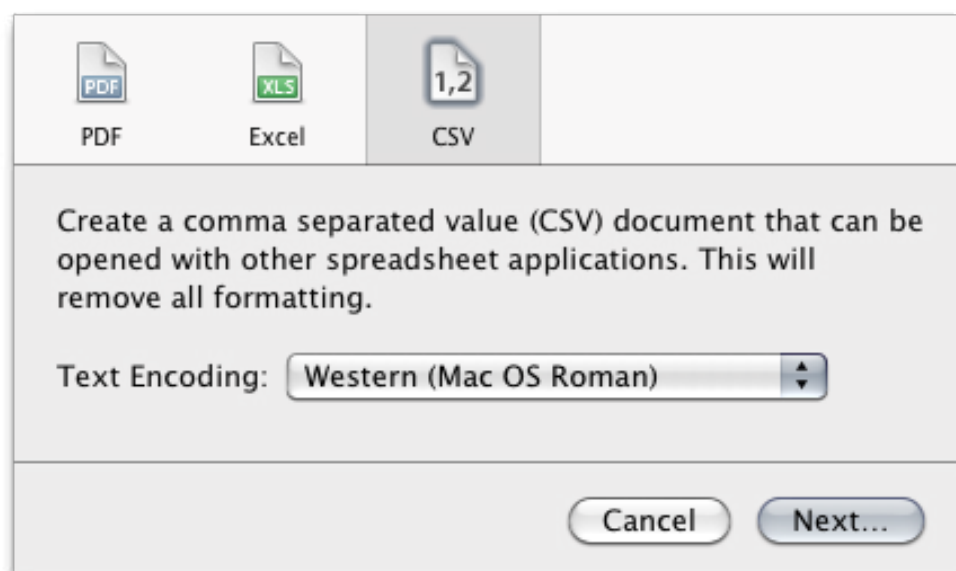 PDF
XLS
1,2
PDF
Excel
CSV
Create a comma separated value (CSV) document that can be
opened with other spreadsheet applications. This will
remove all formatting.
Text Encoding: Western (Mac OS Roman)
Cancel
Next...